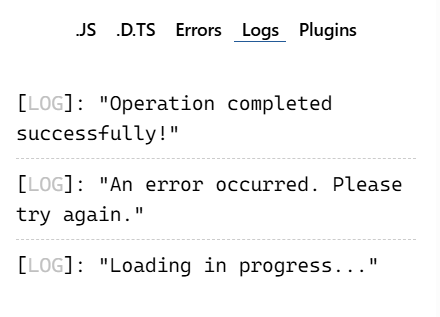 .JS .D.TS Errors Logs Plugins
[LOG]: "Operation completed
successfully!"
[LOG]: "An error occurred. Please
try again."
[LOG]: "Loading in progress..."